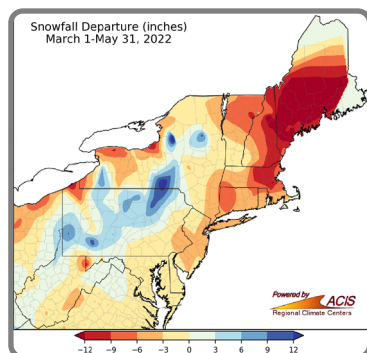 Snowfall Departure (inches)
March 1-May 31, 2022
Powered by
ACIS
Regional Climate Centers
−12 −9 −6 −3 0 3 6 9 12